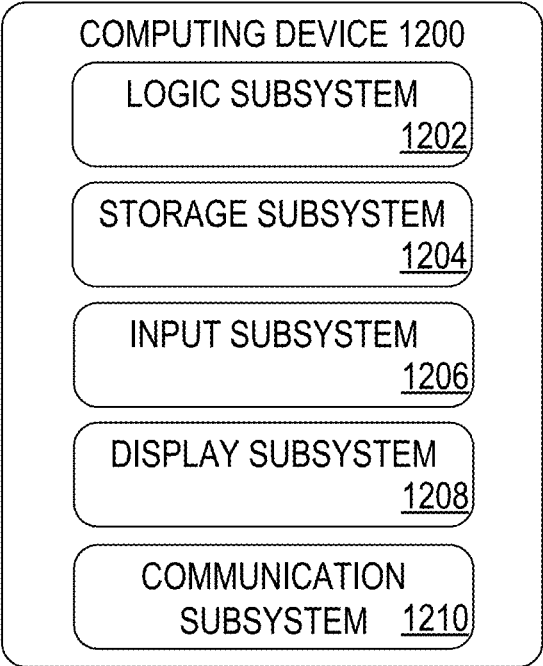 COMPUTING DEVICE 1200
LOGIC SUBSYSTEM
1202
STORAGE SUBSYSTEM
1204
INPUT SUBSYSTEM
1206
DISPLAY SUBSYSTEM
1208
COMMUNICATION
SUBSYSTEM 1210